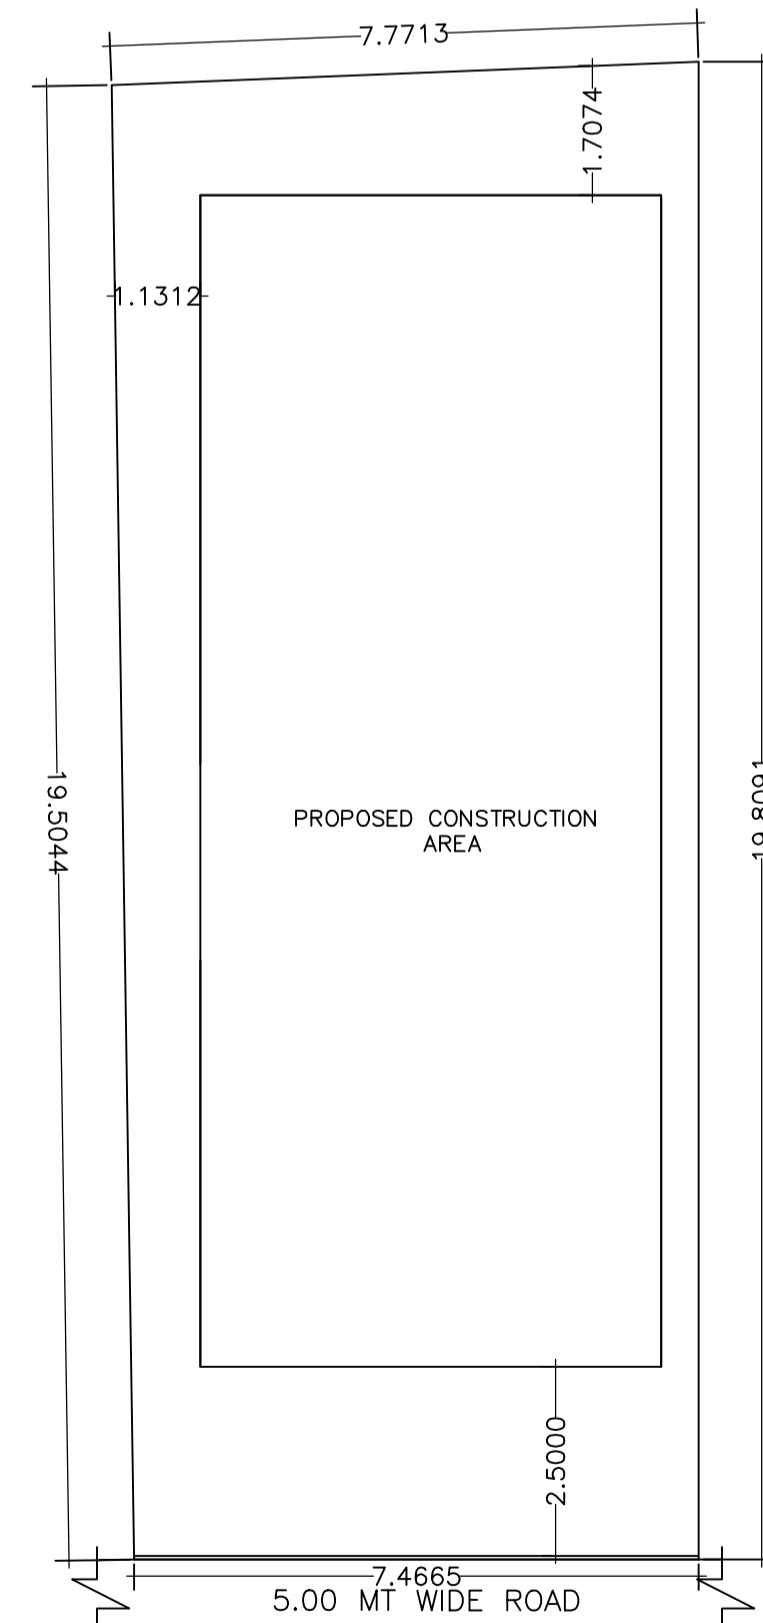 7.7713
1.7074
1.1312
19.5044
PROPOSED CONSTRUCTION
AREA
2.5000
7.4665
5.00 MT WIDE ROAD